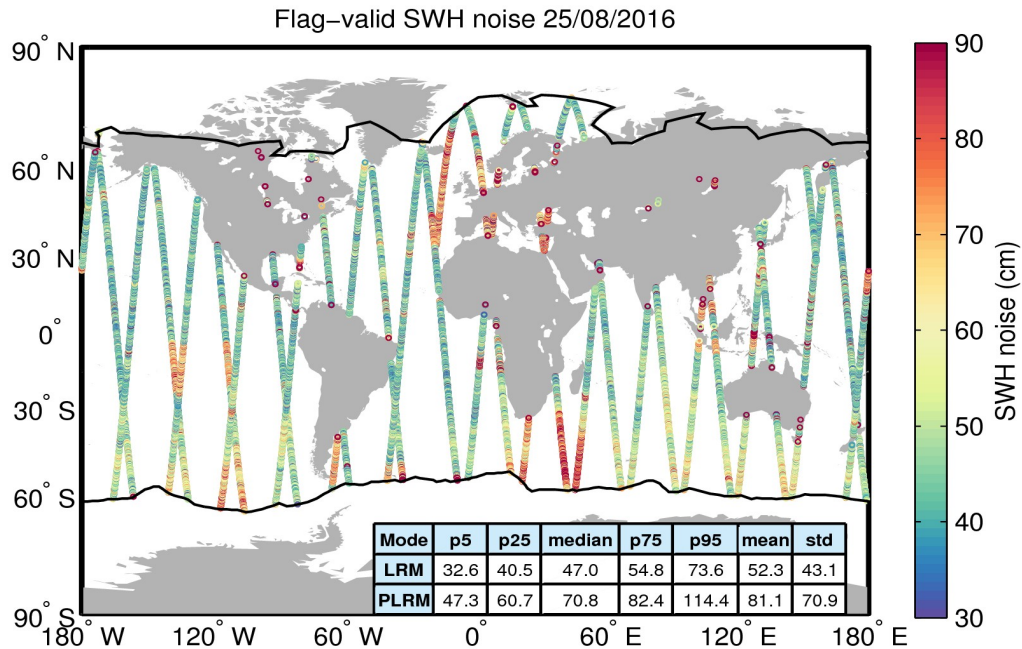 Flag−valid SWH noise 25/08/2016
90° N
60° N
30° N
0°
30° S
60° S
90° S
180° W
120° W
60° W
0°
60° E
120° E
180° E
Mode p5 p25 median p75 p95 mean std
LRM 32.6 40.5 47.0 54.8 73.6 52.3 43.1
PLRM 47.3 60.7 70.8 82.4 114.4 81.1 70.9
90
80
70
60
50
40
30
SWH noise (cm)